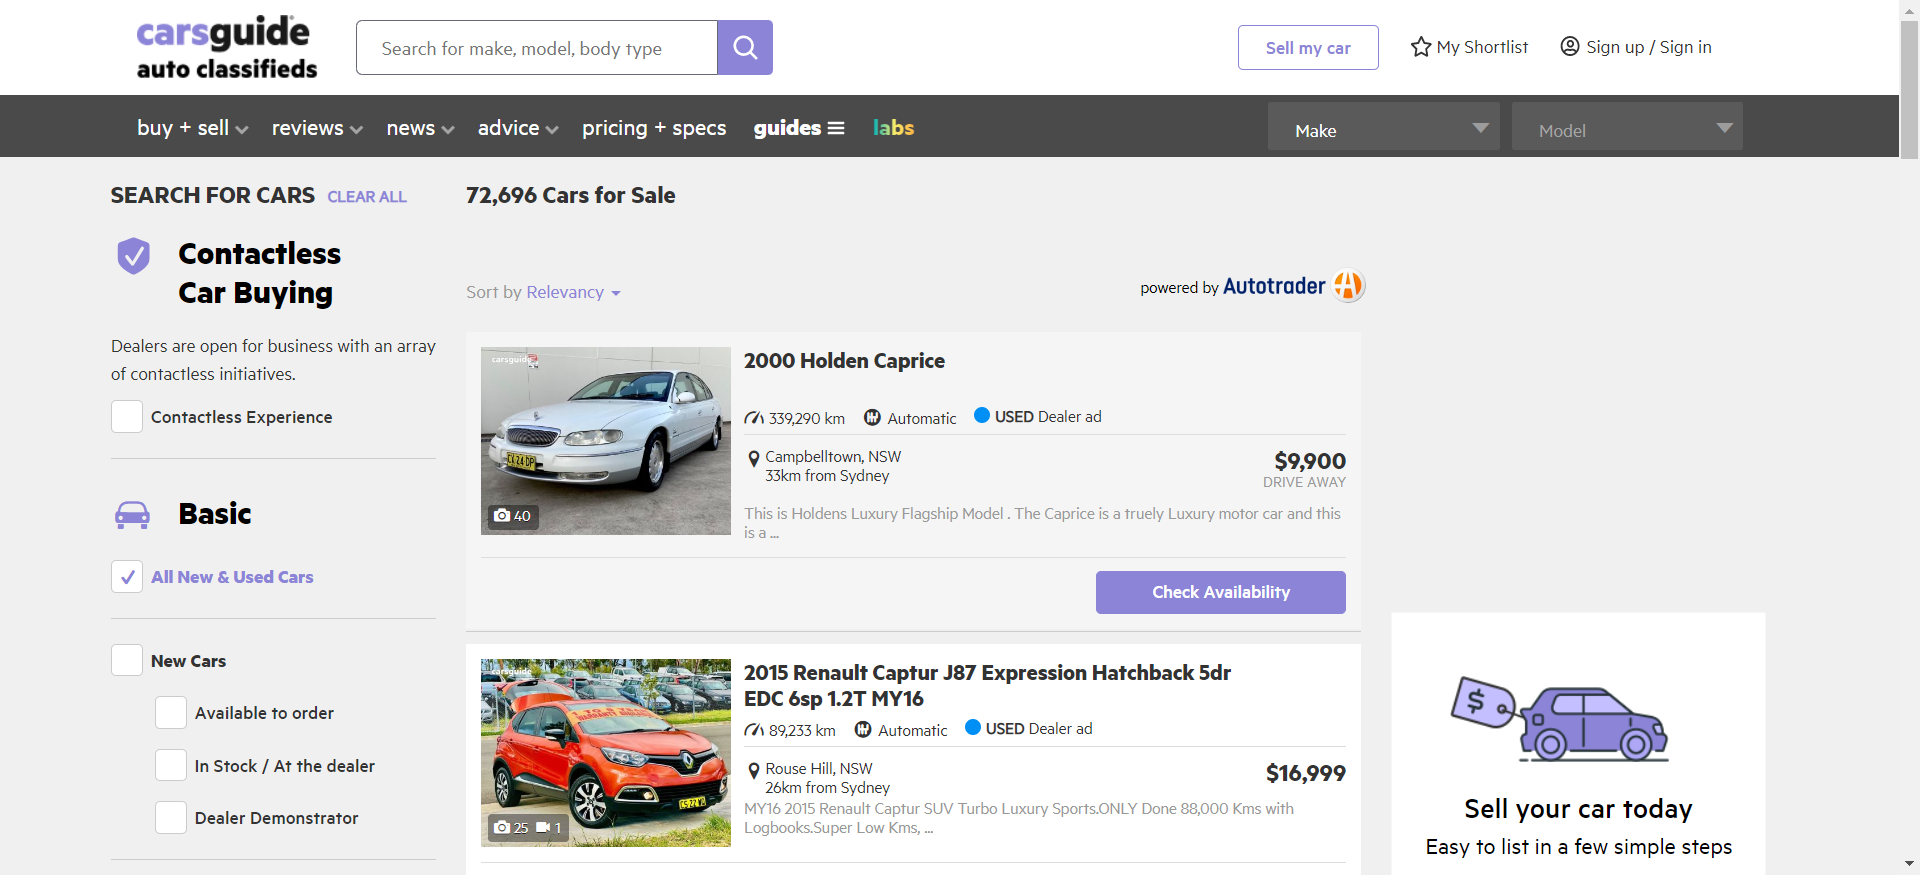 carsguide
auto classifieds
Search for make, model, body type
Sell my car
My Shortlist
Sign up / Sign in
buy + sell
reviews
news
advice
pricing + specs
guides
labs
Make
Model
SEARCH FOR CARS CLEAR ALL
Contactless
Car Buying
Dealers are open for business with an array
of contactless initiatives.
Contactless Experience
Basic
All New & Used Cars
New Cars
Available to order
In Stock / At the dealer
Dealer Demonstrator
72,696 Cars for Sale
Sort by Relevancy
powered by Autotrader
carsguide
CX 24 DP
40
2000 Holden Caprice
339,290 km Automatic USED Dealer ad
Campbelltown, NSW
33km from Sydney
$9,900
DRIVE AWAY
This is Holdens Luxury Flagship Model . The Caprice is a truely Luxury motor car and this
is a ...
Check Availability
carsguide
25 1
2015 Renault Captur J87 Expression Hatchback 5dr
EDC 6sp 1.2T MY16
89,233 km Automatic USED Dealer ad
Rouse Hill, NSW
26km from Sydney
$16,999
MY16 2015 Renault Captur SUV Turbo Luxury Sports.ONLY Done 88,000 Kms with
Logbooks.Super Low Kms, ...
$
Sell your car today
Easy to list in a few simple steps